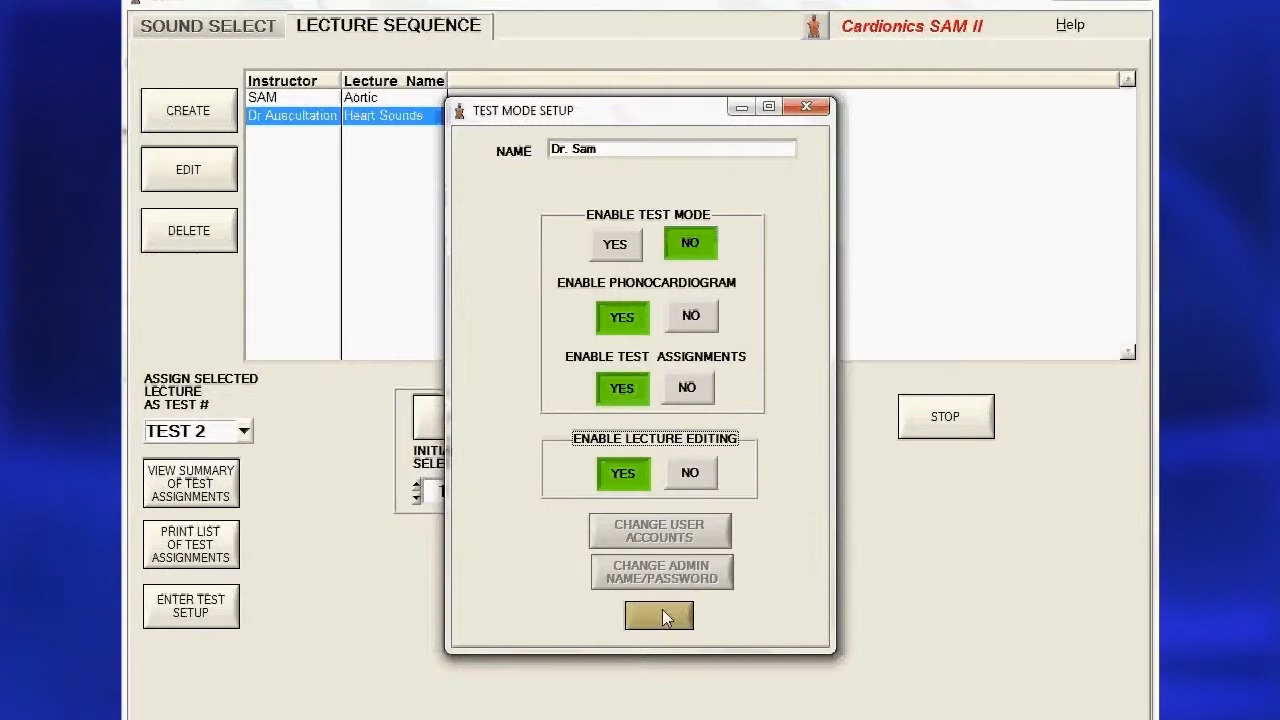 SOUND SELECT
LECTURE SEQUENCE
Cardionics SAM II
Help
Instructor
Lecture Name
SAM
Aortic
Dr Auscultation
Heart Sounds
CREATE
EDIT
DELETE
TEST MODE SETUP
NAME
Dr. Sam
ENABLE TEST MODE
YES
NO
ENABLE PHONOCARDIOGRAM
YES
NO
ENABLE TEST ASSIGNMENTS
YES
NO
ENABLE LECTURE EDITING
YES
NO
CHANGE USER
ACCOUNTS
CHANGE ADMIN
NAME/PASSWORD
ASSIGN SELECTED
LECTURE
AS TEST #
TEST 2
VIEW SUMMARY
OF TEST
ASSIGNMENTS
PRINT LIST
OF TEST
ASSIGNMENTS
ENTER TEST
SETUP
1
STOP